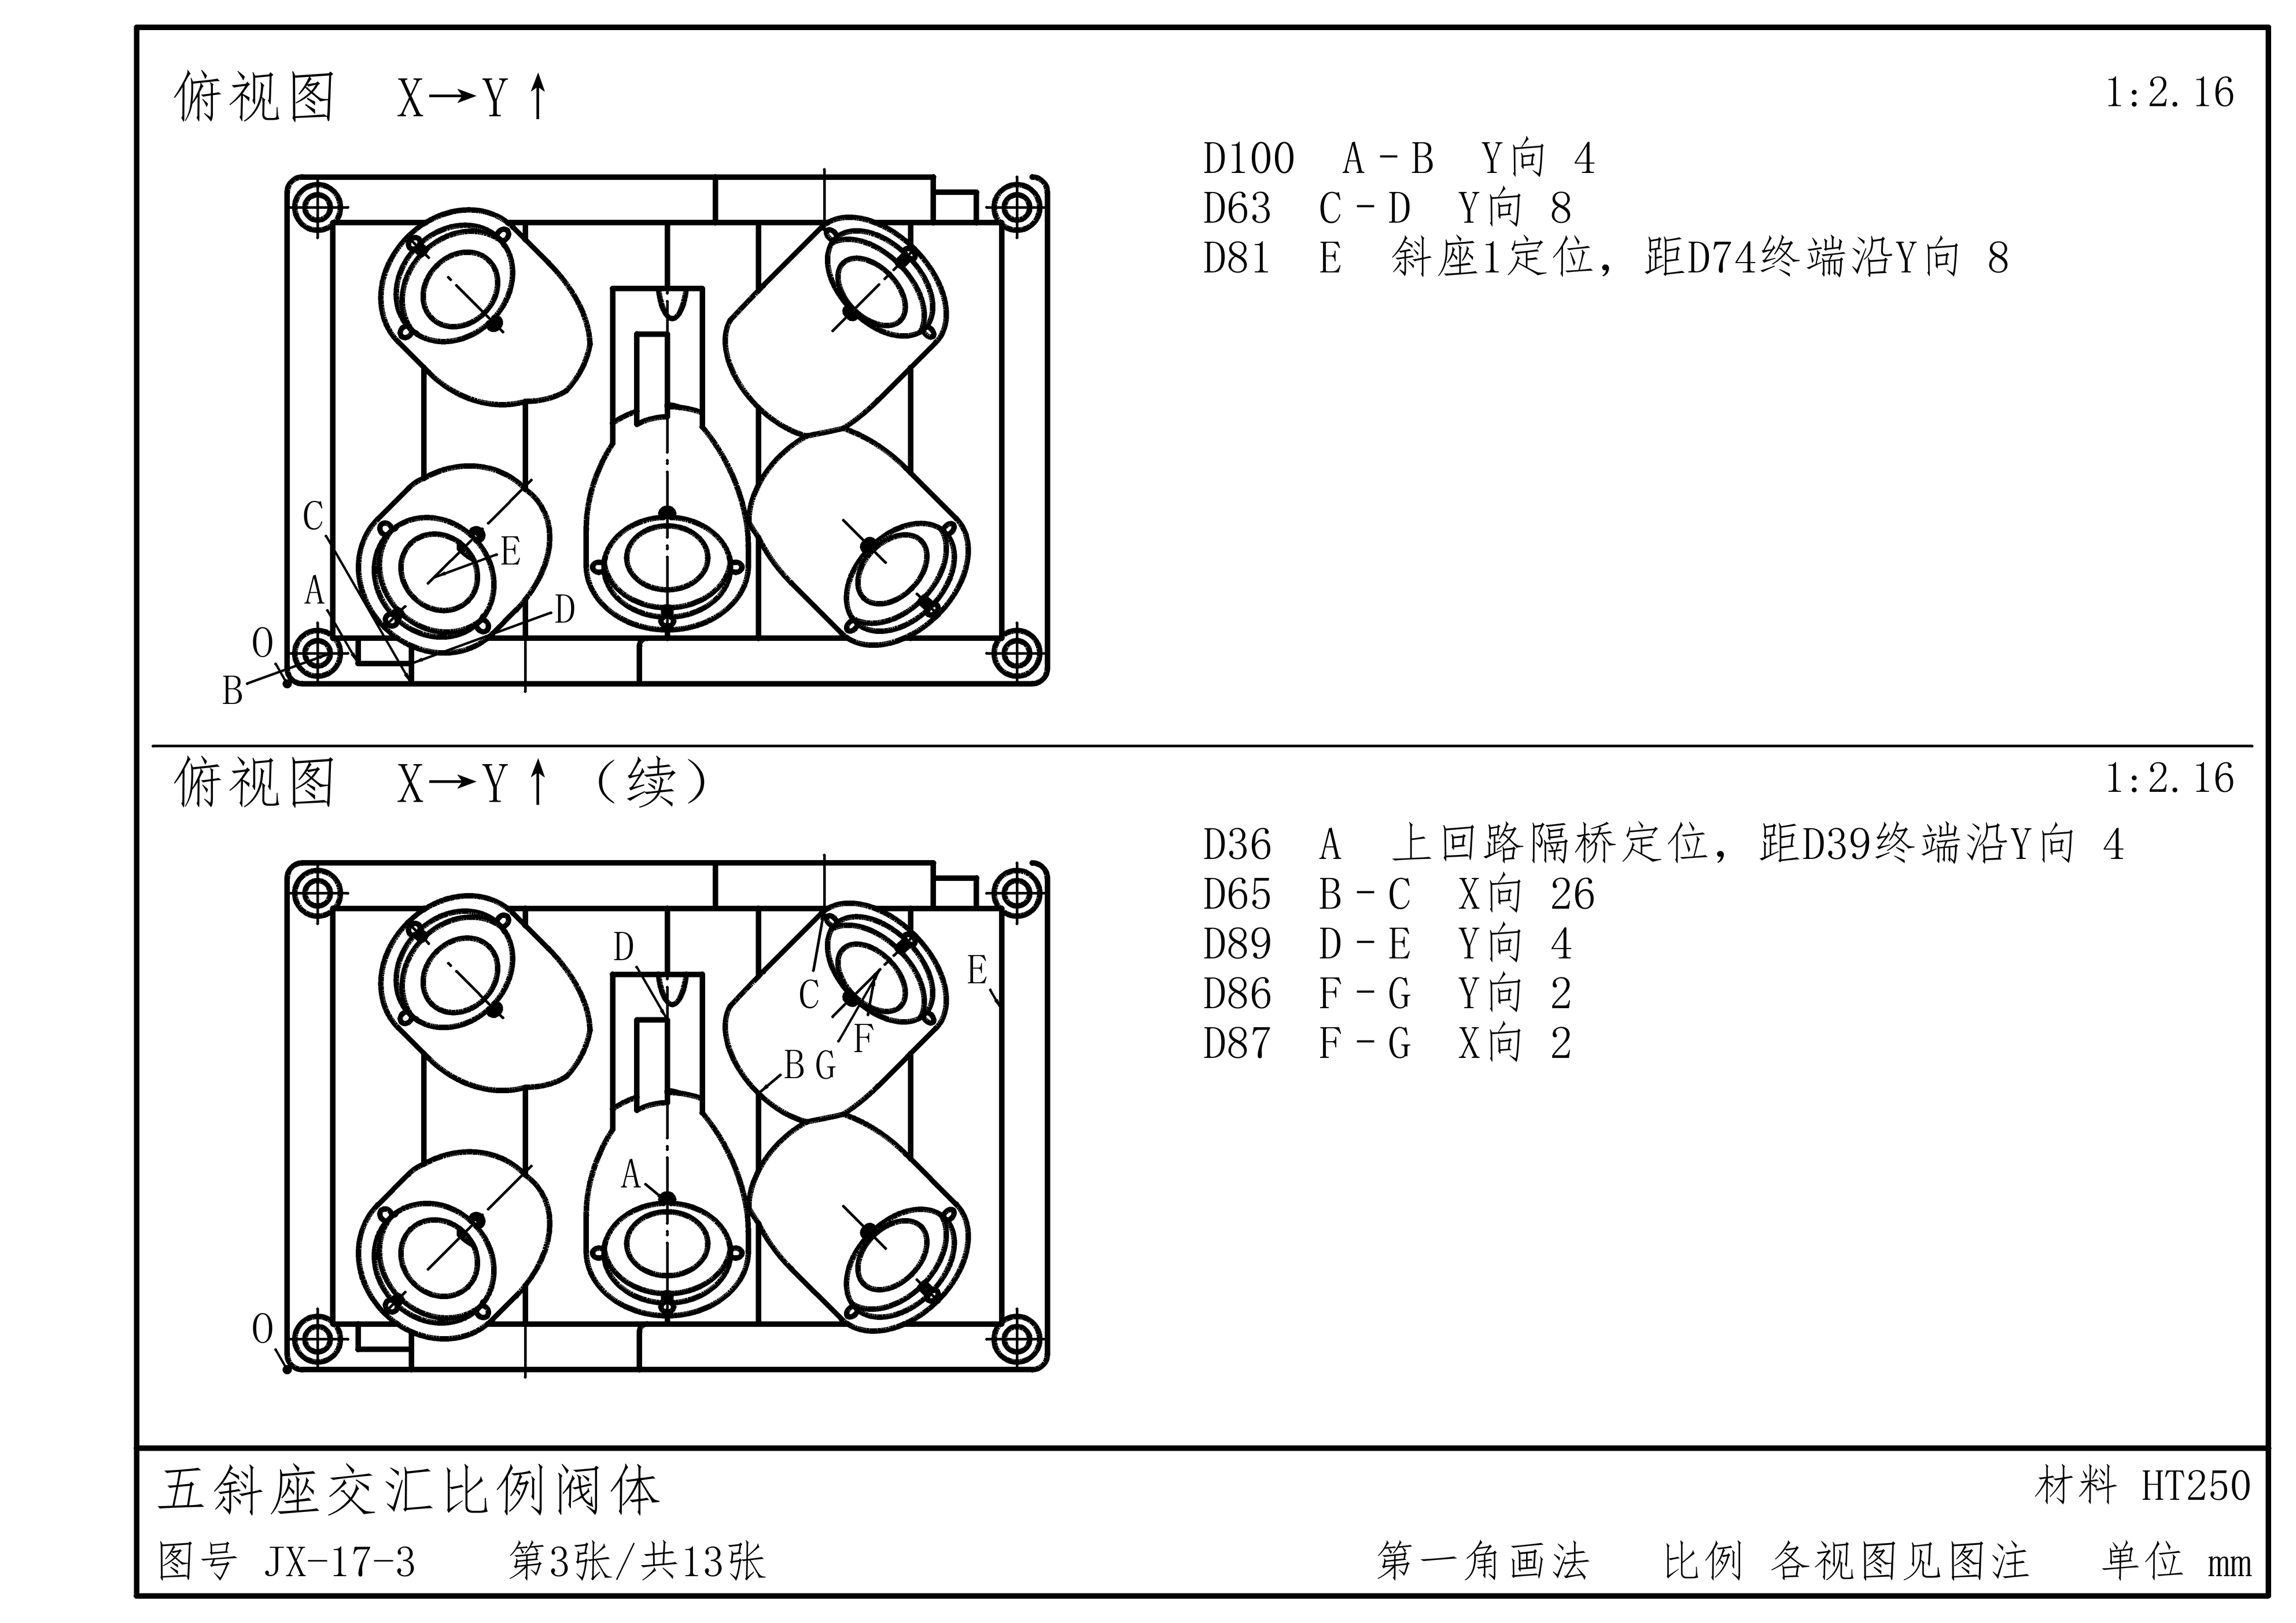 俯视图 X→Y↑
1:2.16
D100 A-B Y向 4
D63 C-D Y向 8
D81 E 斜座1定位，距D74终端沿Y向 8
C
E
A
D
O
B
俯视图 X→Y↑（续）
1:2.16
D36 A 上回路隔桥定位，距D39终端沿Y向 4
D65 B-C X向 26
D89 D-E Y向 4
D86 F-G Y向 2
D87 F-G X向 2
D
E
C
F
B G
A
O
五斜座交汇比例阀体
材料 HT250
图号 JX-17-3 第3张/共13张 第一角画法 比例 各视图见图注 单位 mm